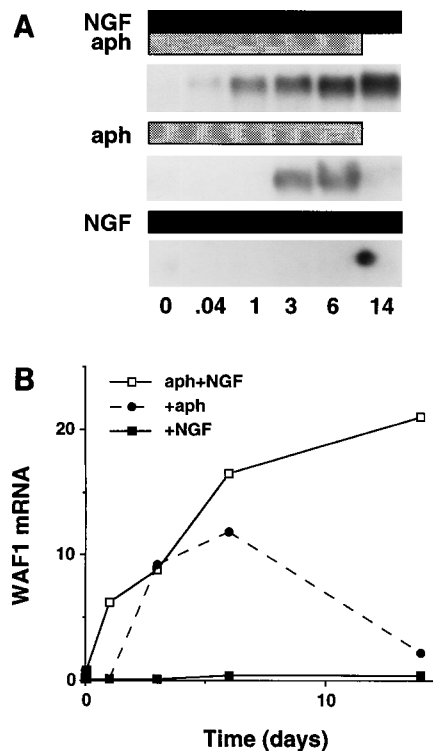 A
NGF
aph
aph
NGF
0 .04 1 3 6 14
B
aph+NGF
+aph
+NGF
20
10
0
WAF1 mRNA
0 10
Time (days)